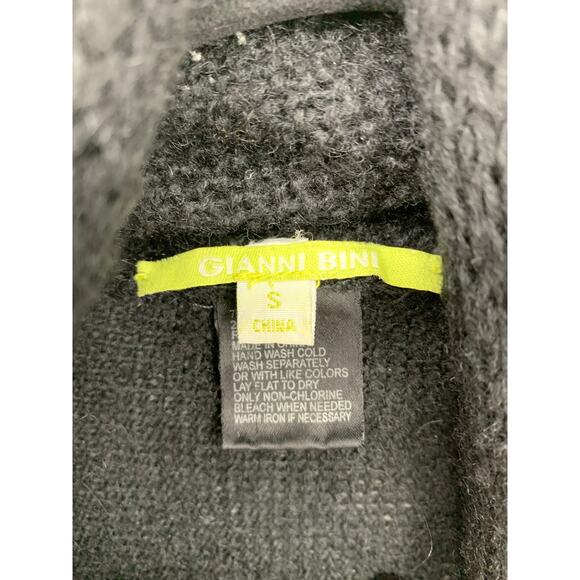 GIANNI BINI
S
CHINA
MADE IN
HAND WASH COLD
WASH SEPARATELY
OR WITH LIKE COLORS
LAY FLAT TO DRY
ONLY NON-CHLORINE
BLEACH WHEN NEEDED
WARM IRON IF NECESSARY